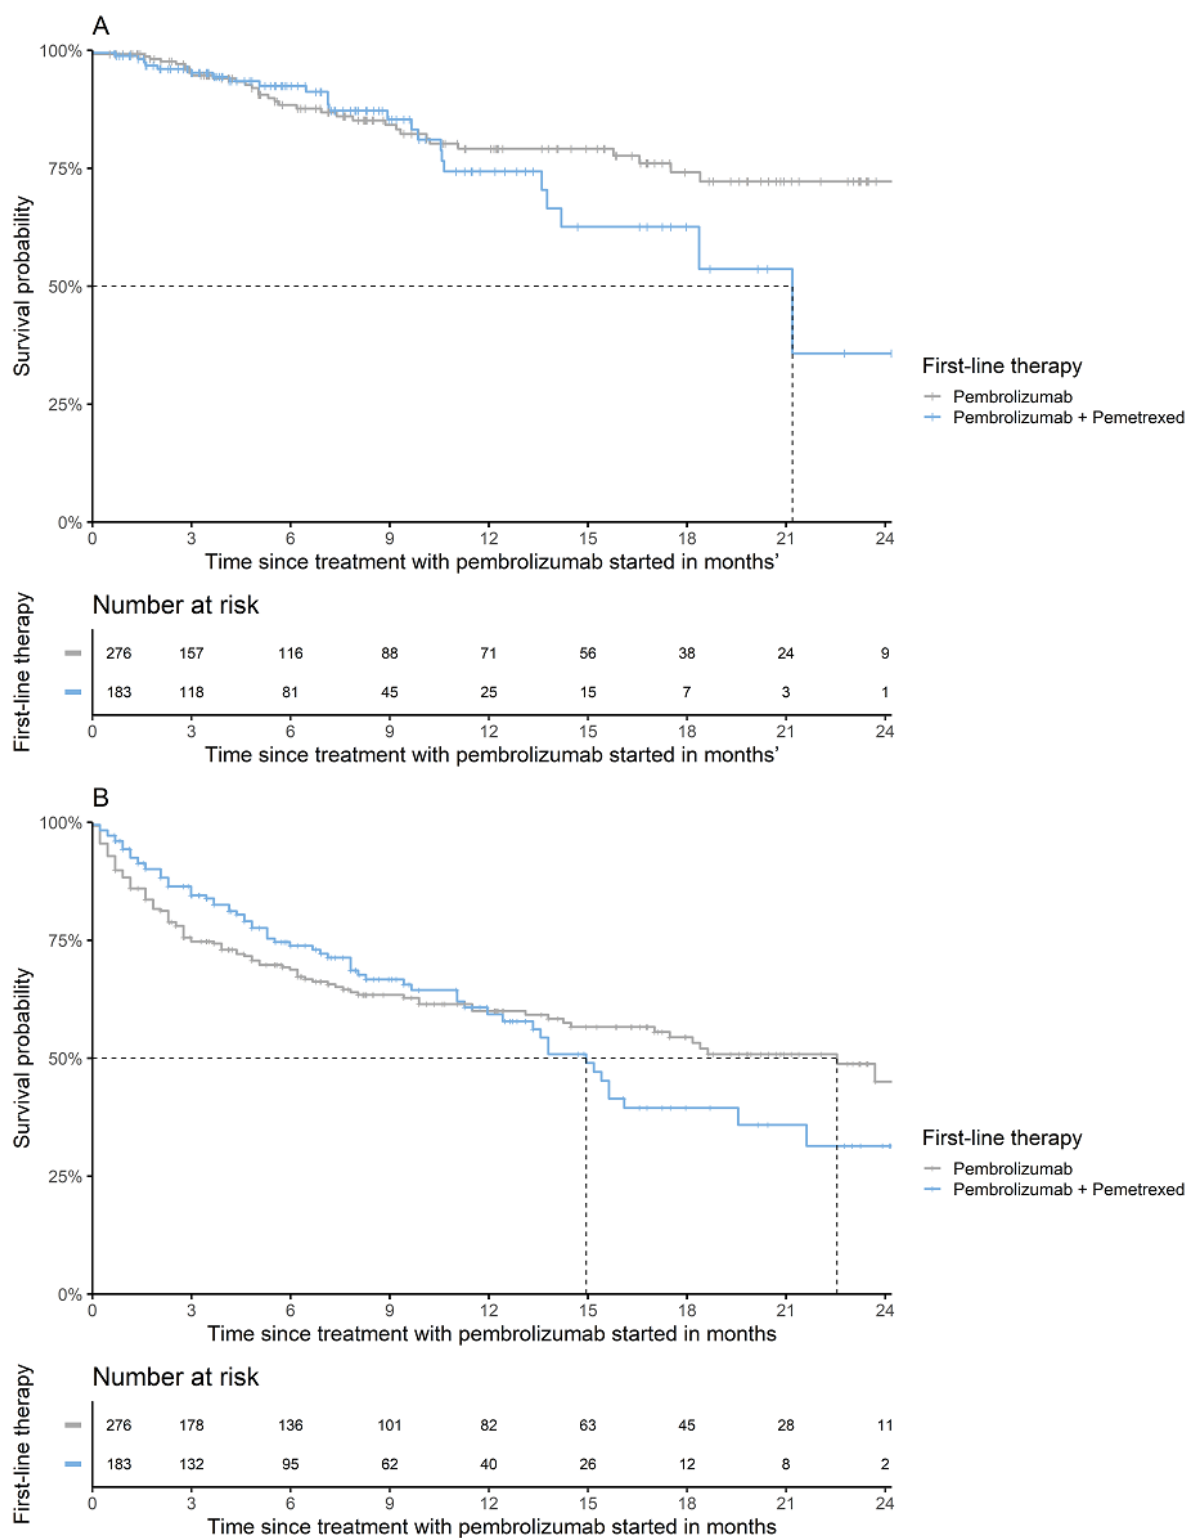 A
100%
75%
50%
25%
0%
Survival probability
0 3 6 9 12 15 18 21 24
Time since treatment with pembrolizumab started in months’
First-line therapy
Pembrolizumab
Pembrolizumab + Pemetrexed
Number at risk
First-line therapy
276 157 116 88 71 56 38 24 9
183 118 81 45 25 15 7 3 1
0 3 6 9 12 15 18 21 24
Time since treatment with pembrolizumab started in months’
B
100%
75%
50%
25%
0%
Survival probability
0 3 6 9 12 15 18 21 24
Time since treatment with pembrolizumab started in months
First-line therapy
Pembrolizumab
Pembrolizumab + Pemetrexed
Number at risk
First-line therapy
276 178 136 101 82 63 45 28 11
183 132 95 62 40 26 12 8 2
0 3 6 9 12 15 18 21 24
Time since treatment with pembrolizumab started in months